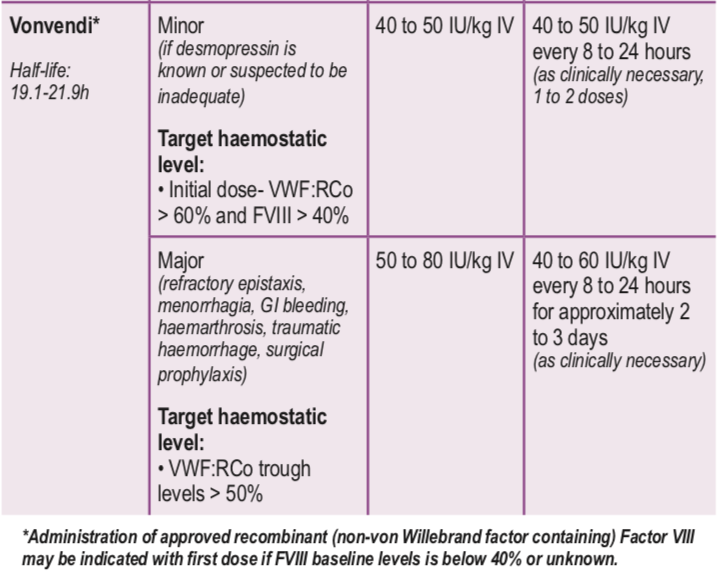 Vonvendi*
Half-life:
19.1-21.9h
Minor
(if desmopressin is
known or suspected to be
inadequate)
Target haemostatic
level:
• Initial dose- VWF:RCo
> 60% and FVIII > 40%
40 to 50 IU/kg IV
40 to 50 IU/kg IV
every 8 to 24 hours
(as clinically necessary,
1 to 2 doses)
Major
(refractory epistaxis,
menorrhagia, GI bleeding,
haemarthrosis, traumatic
haemorrhage, surgical
prophylaxis)
Target haemostatic
level:
• VWF:RCo trough
levels > 50%
50 to 80 IU/kg IV
40 to 60 IU/kg IV
every 8 to 24 hours
for approximately 2
to 3 days
(as clinically necessary)
*Administration of approved recombinant (non-von Willebrand factor containing) Factor VIII
may be indicated with first dose if FVIII baseline levels is below 40% or unknown.